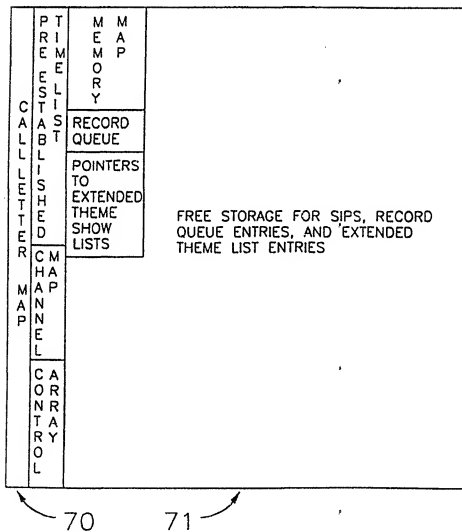 CALL LETTER MAP
PRE ESTABLISHED
TIME LIST
CHANNEL
MAP
CONTROL
ARRAY
MEMORY
MAP
RECORD
QUEUE
POINTERS
TO
EXTENDED
THEME
SHOW
LISTS
FREE STORAGE FOR SIPS, RECORD
QUEUE ENTRIES, AND EXTENDED
THEME LIST ENTRIES
70
71